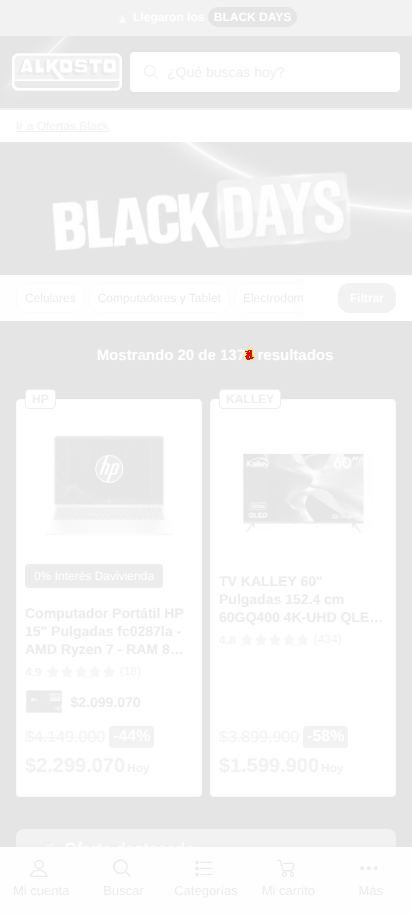 Llegaron los BLACK DAYS
ALKOSTO
¿Qué buscas hoy?
Ir a Ofertas Black
BLACK DAYS
Celulares
Computadores y Tablet
Electrodom
Filtrar
Mostrando 20 de resultados
HP
KALLEY
hp
Kalley
60"
QLED
0% Interés Davivienda
Computador Portátil HP
15" Pulgadas fc0287la -
AMD Ryzen 7 - RAM 8...
4.9 (18)
$2.099.070
$4.149.000 -44%
$2.299.070 Hoy
TV KALLEY 60"
Pulgadas 152.4 cm
60GQ400 4K-UHD QLE...
4.8 (434)
$3.899.900 -58%
$1.599.900 Hoy
Mi cuenta
Buscar
Categorías
Mi carrito
Más